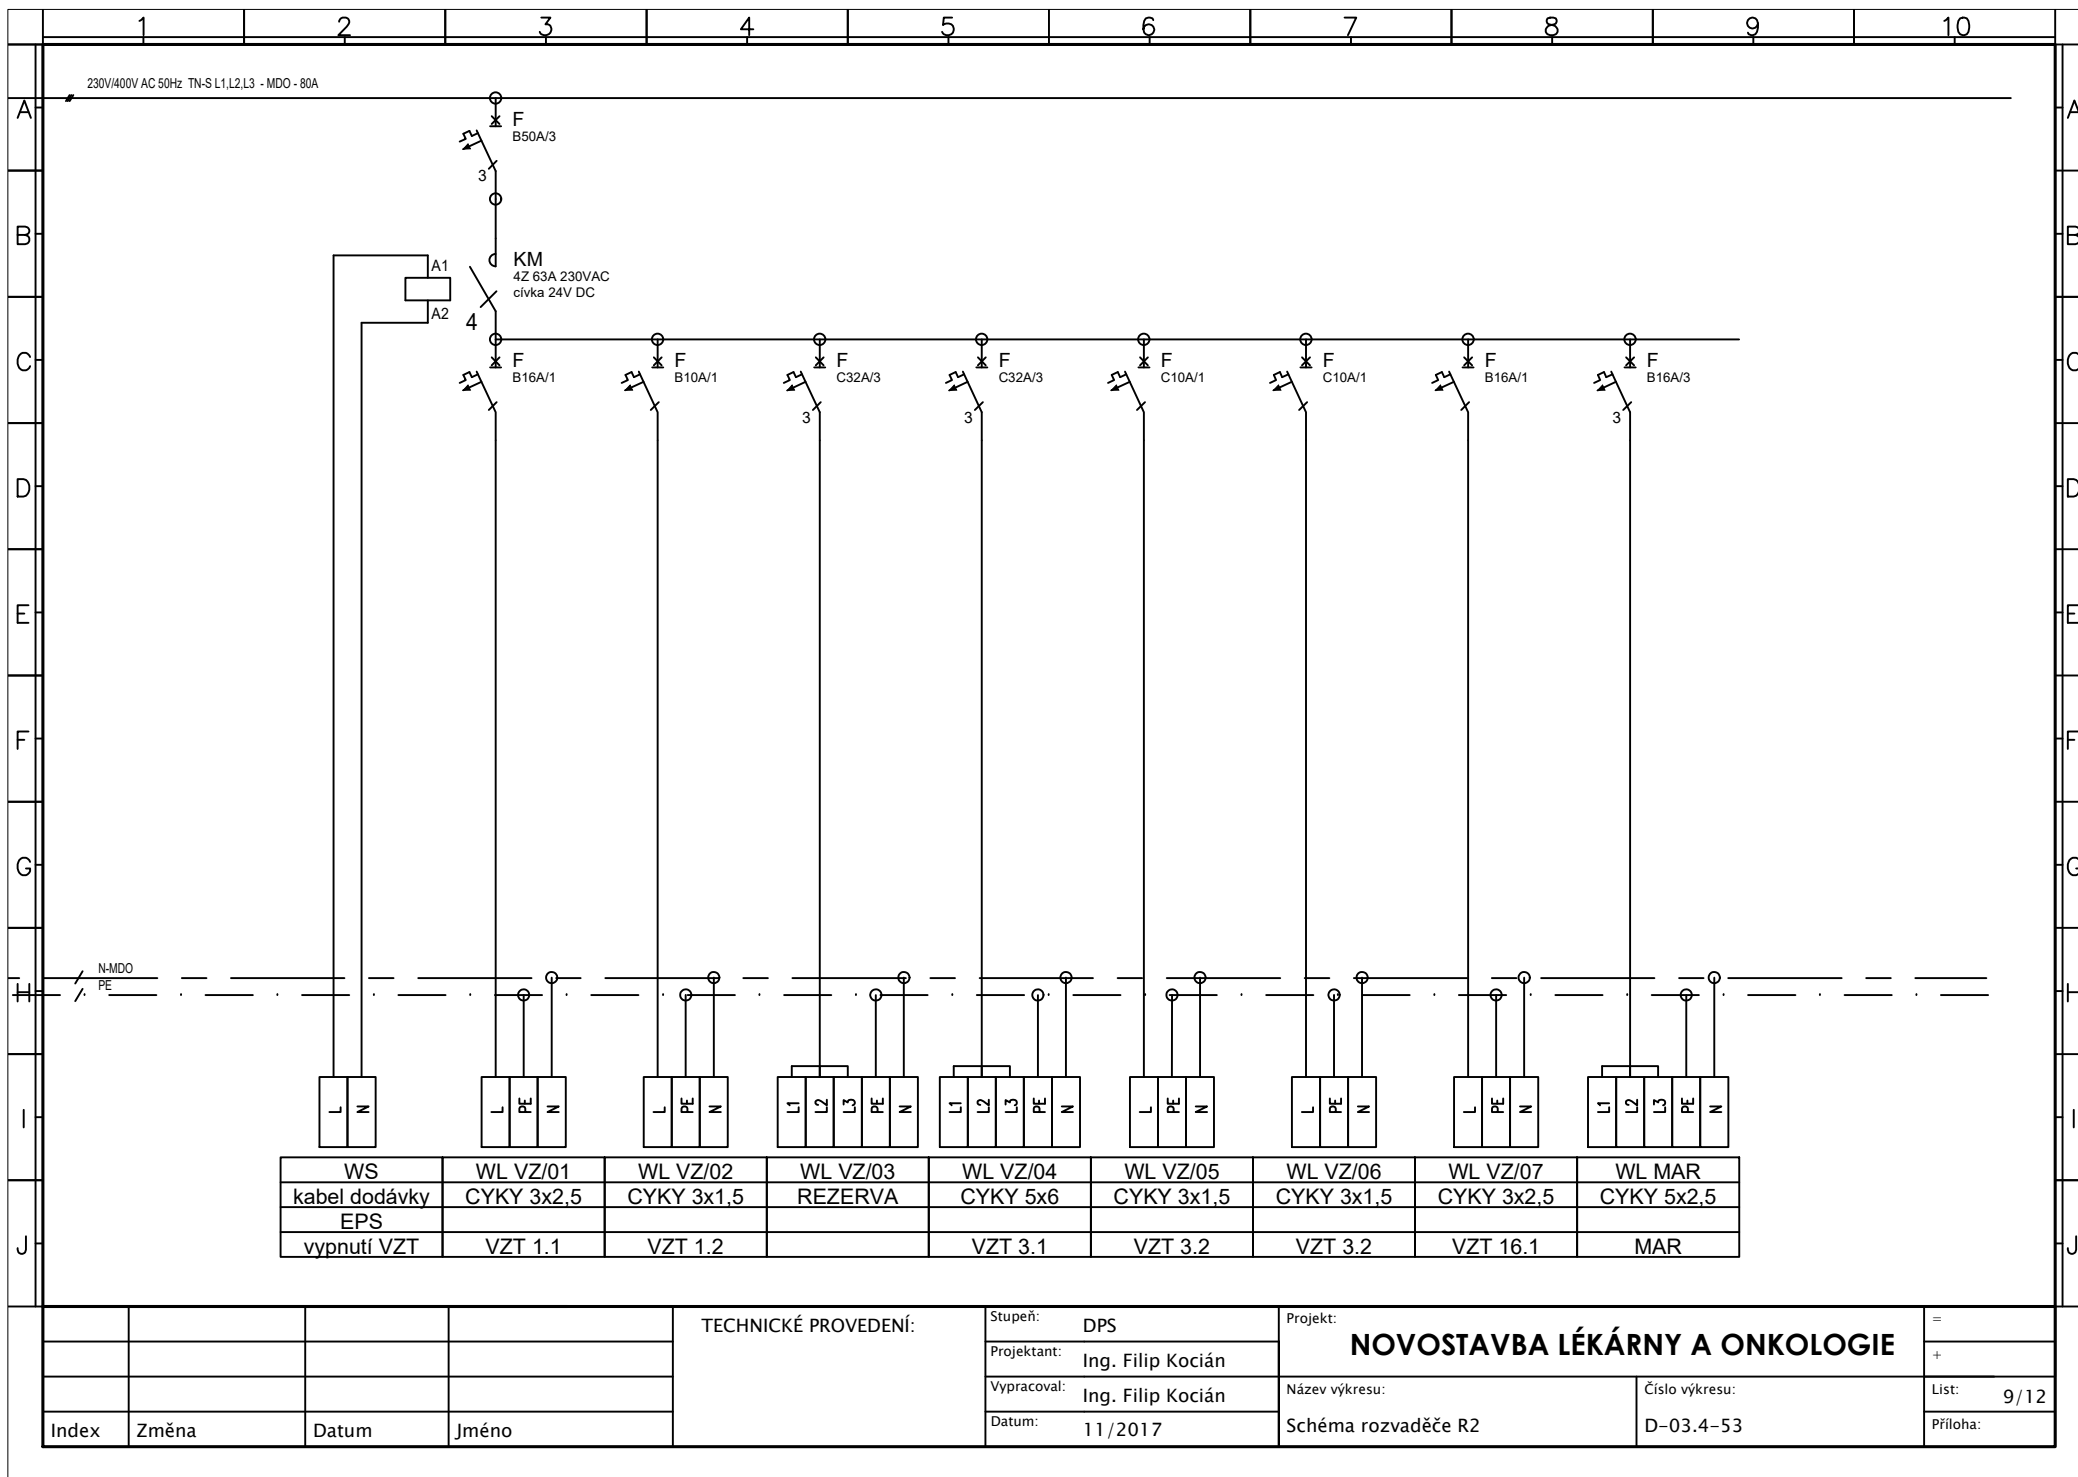 1 2 3 4 5 6 7 8 9 10
230V/400V AC 50Hz TN-S L1,L2,L3 - MDO - 80A
A A
F
B50A/3
3
B B
KM
4Z 63A 230VAC
cívka 24V DC
A1
A2
4
C C
F F F F F F F F
B16A/1 B10A/1 C32A/3 C32A/3 C10A/1 C10A/1 B16A/1 B16A/3
3 3 3
D D
E E
F F
G G
N-MDO
PE
H H
I I
L N L PE N L PE N L1 L2 L3 PE N L1 L2 L3 PE N L PE N L PE N L PE N L1 L2 L3 PE N
WS WL VZ/01 WL VZ/02 WL VZ/03 WL VZ/04 WL VZ/05 WL VZ/06 WL VZ/07 WL MAR
kabel dodávky CYKY 3x2,5 CYKY 3x1,5 REZERVA CYKY 5x6 CYKY 3x1,5 CYKY 3x1,5 CYKY 3x2,5 CYKY 5x2,5
EPS
vypnutí VZT VZT 1.1 VZT 1.2 VZT 3.1 VZT 3.2 VZT 3.2 VZT 16.1 MAR
J J
TECHNICKÉ PROVEDENÍ:
Stupeň: DPS
Projektant: Ing. Filip Kocián
Vypracoval: Ing. Filip Kocián
Datum: 11/2017
Projekt:
NOVOSTAVBA LÉKÁRNY A ONKOLOGIE
=
+
Název výkresu:
Schéma rozvaděče R2
Číslo výkresu:
D-03.4-53
List: 9/12
Příloha:
Index Změna Datum Jméno